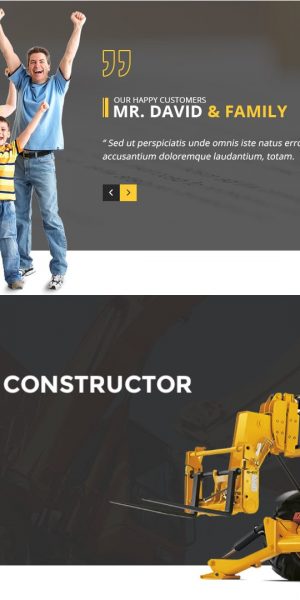 OUR HAPPY CUSTOMERS
MR. DAVID & FAMILY
“ Sed ut perspiciatis unde omnis iste natus erro
accusantium doloremque laudantium, totam.
CONSTRUCTOR